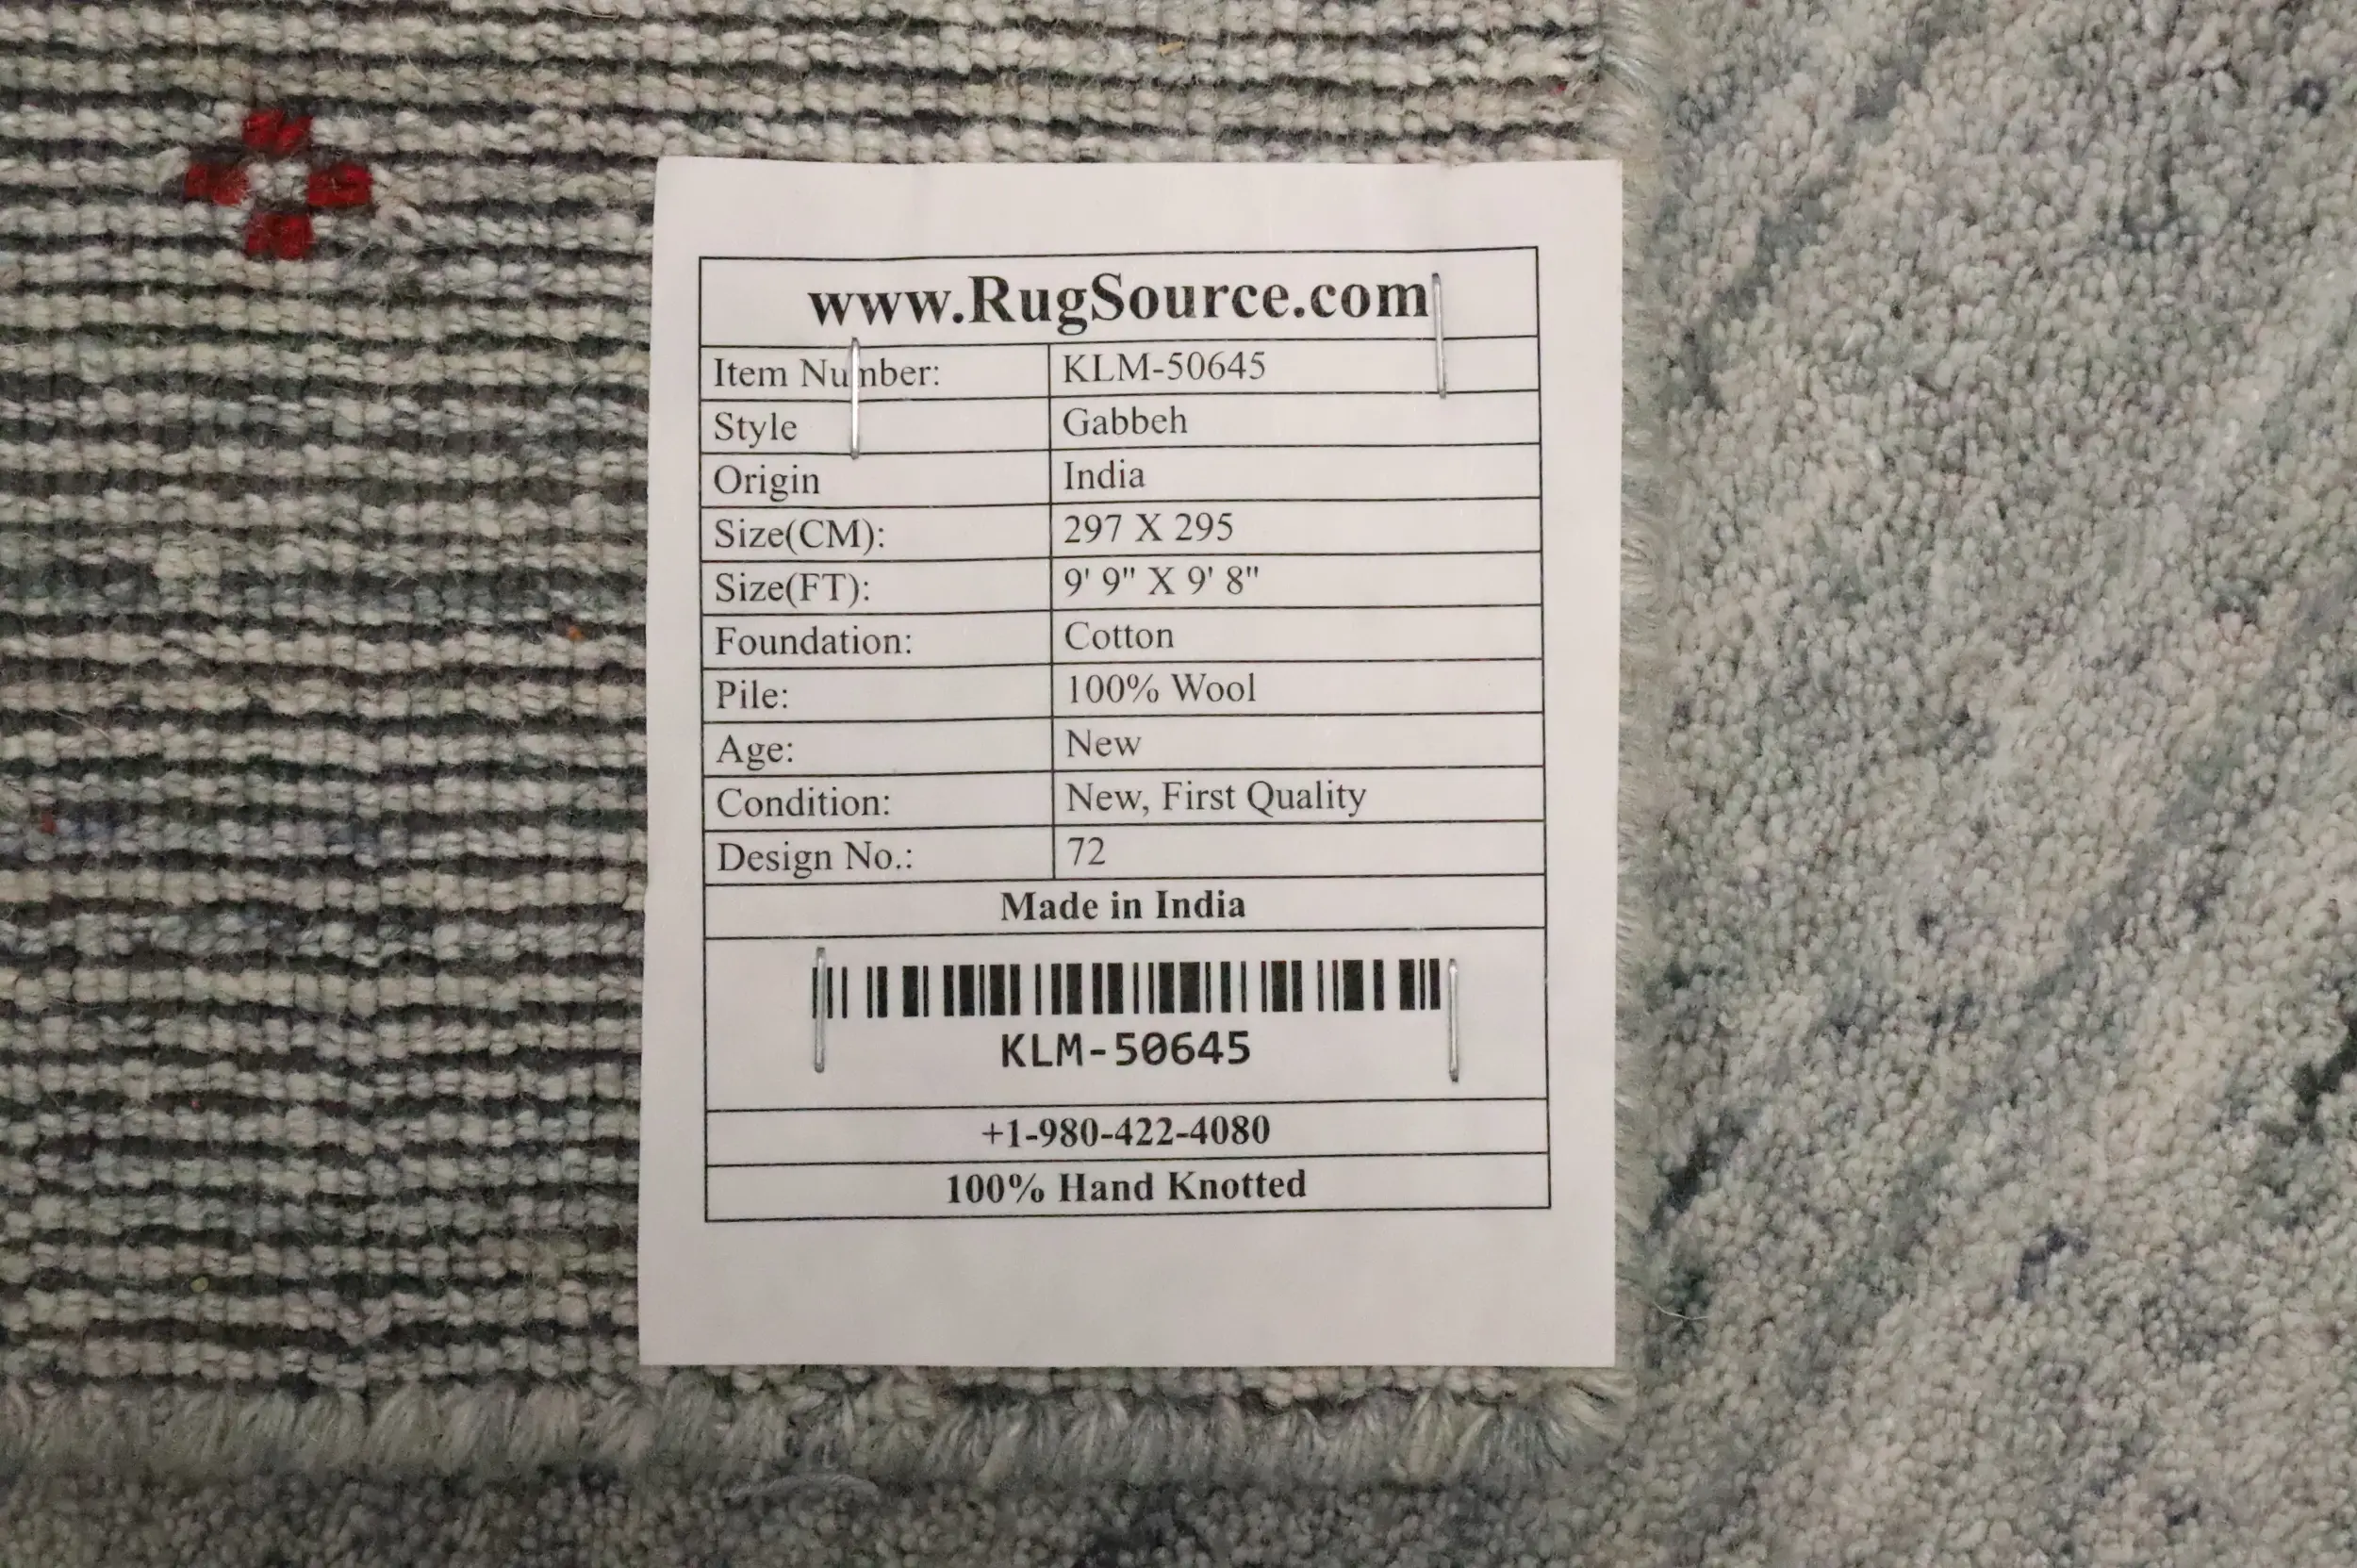 www.RugSource.com
Item Number: KLM-50645
Style Gabbeh
Origin India
Size(CM): 297 X 295
Size(FT): 9' 9" X 9' 8"
Foundation: Cotton
Pile: 100% Wool
Age: New
Condition: New, First Quality
Design No.: 72
Made in India
KLM-50645
+1-980-422-4080
100% Hand Knotted